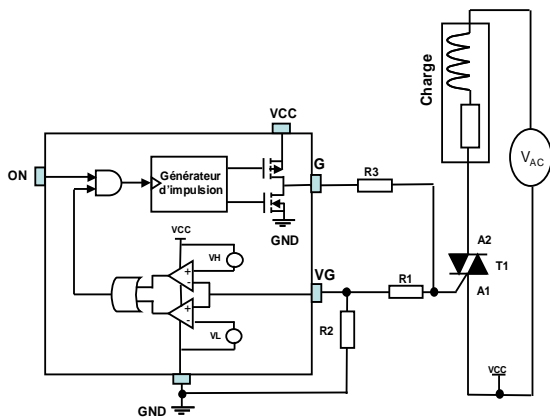 Charge
VAC
VCC
ON
Générateur
d'impulsion
G
R3
GND
VCC
VH
+
-
VG
R1
A2
T1
A1
+
-
VL
R2
VCC
GND